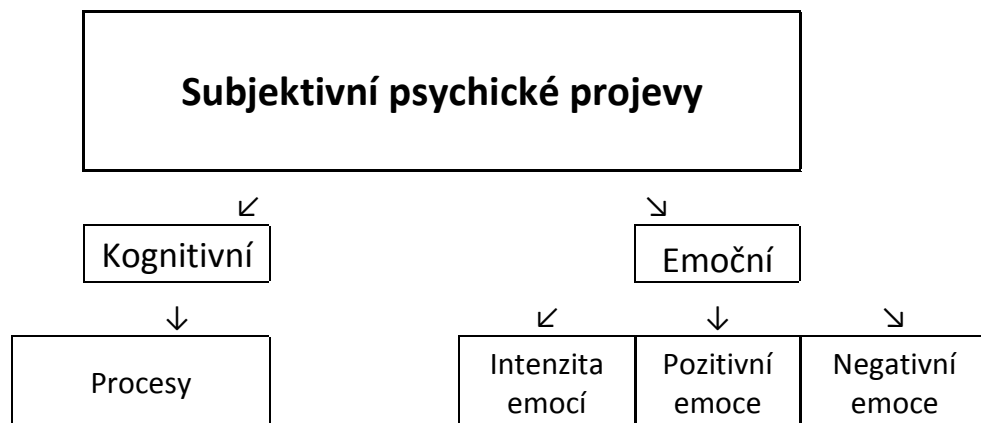 Subjektivní psychické projevy
↙ ↘
Kognitivní Emoční
↓ ↙ ↓ ↘
Procesy
Intenzita emocí
Pozitivní emoce
Negativní emoce